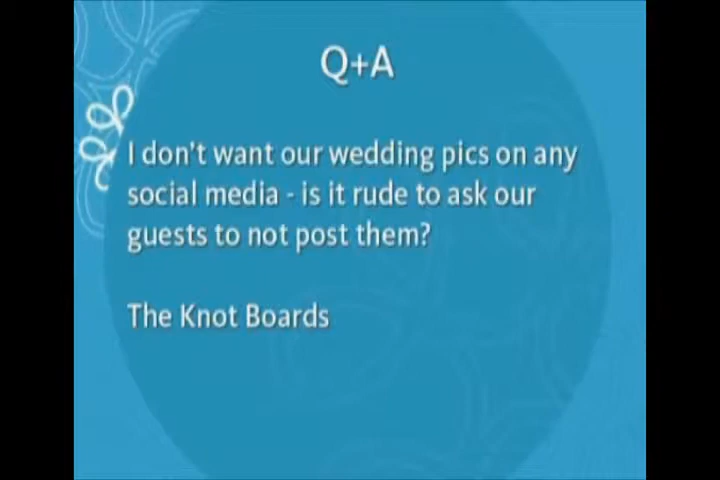 Q+A
I don't want our wedding pics on any
social media - is it rude to ask our
guests to not post them?
The Knot Boards